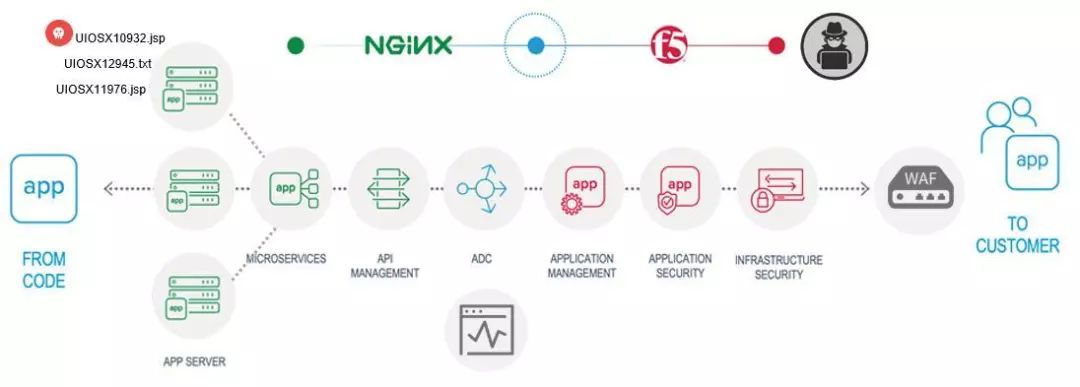 UIOSX10932.jsp
UIOSX12945.txt
UIOSX11976.jsp
NGINX
f5
app
app
app
app
app
app
app
app
WAF
FROM
CODE
MICROSERVICES
API
MANAGEMENT
ADC
APPLICATION
MANAGEMENT
APPLICATION
SECURITY
INFRASTRUCTURE
SECURITY
TO
CUSTOMER
app
APP SERVER